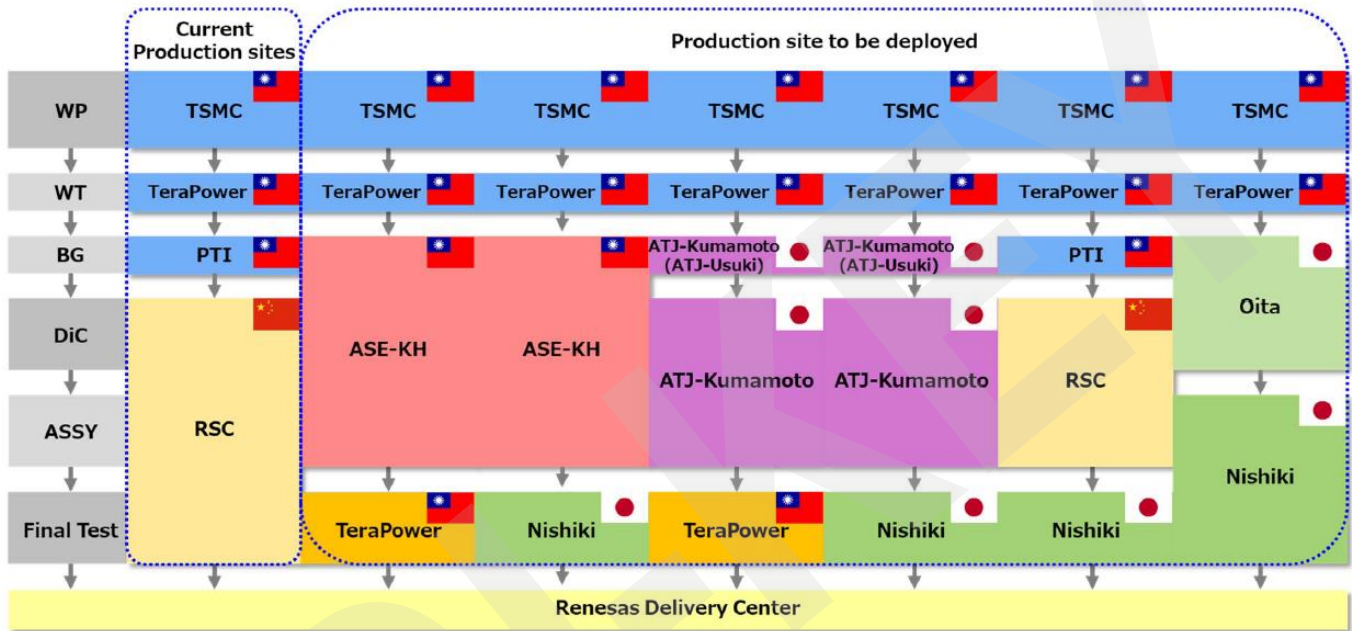 Current
Production sites
Production site to be deployed
WP
TSMC
TSMC
TSMC
TSMC
TSMC
TSMC
TSMC
WT
TeraPower
TeraPower
TeraPower
TeraPower
TeraPower
TeraPower
TeraPower
BG
PTI
ATJ-Kumamoto
(ATJ-Usuki)
ATJ-Kumamoto
(ATJ-Usuki)
PTI
Oita
DiC
ASE-KH
ASE-KH
ATJ-Kumamoto
ATJ-Kumamoto
RSC
ASSY
RSC
Nishiki
Final Test
TeraPower
Nishiki
TeraPower
Nishiki
Nishiki
Renesas Delivery Center